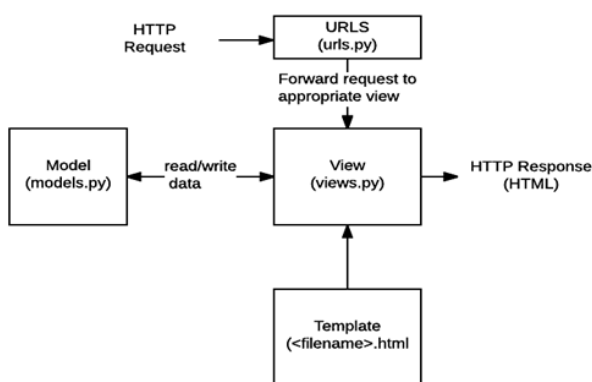 HTTP
Request
URLS
(urls.py)
Forward request to
appropriate view
Model
(models.py)
read/write
data
View
(views.py)
HTTP Response
(HTML)
Template
(<filename>.html